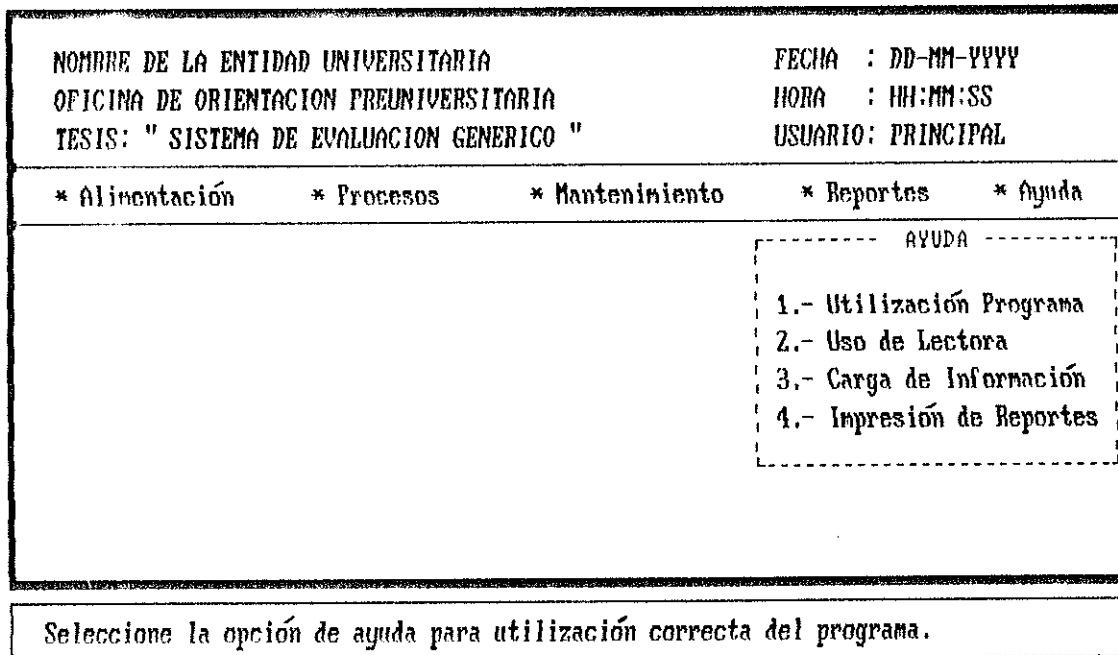 NOMBRE DE LA ENTIDAD UNIVERSITARIA FECHA : DD-MM-YYYY
OFICINA DE ORIENTACION PREUNIVERSITARIA HORA : HH:MM:SS
TESIS: " SISTEMA DE EVALUACION GENERICO " USUARIO: PRINCIPAL
* Alimentación * Procesos * Mantenimiento * Reportes * Ayuda
AYUDA
1.- Utilización Programa
2.- Uso de Lectora
3.- Carga de Información
4.- Impresión de Reportes
Seleccione la opción de ayuda para utilización correcta del programa.